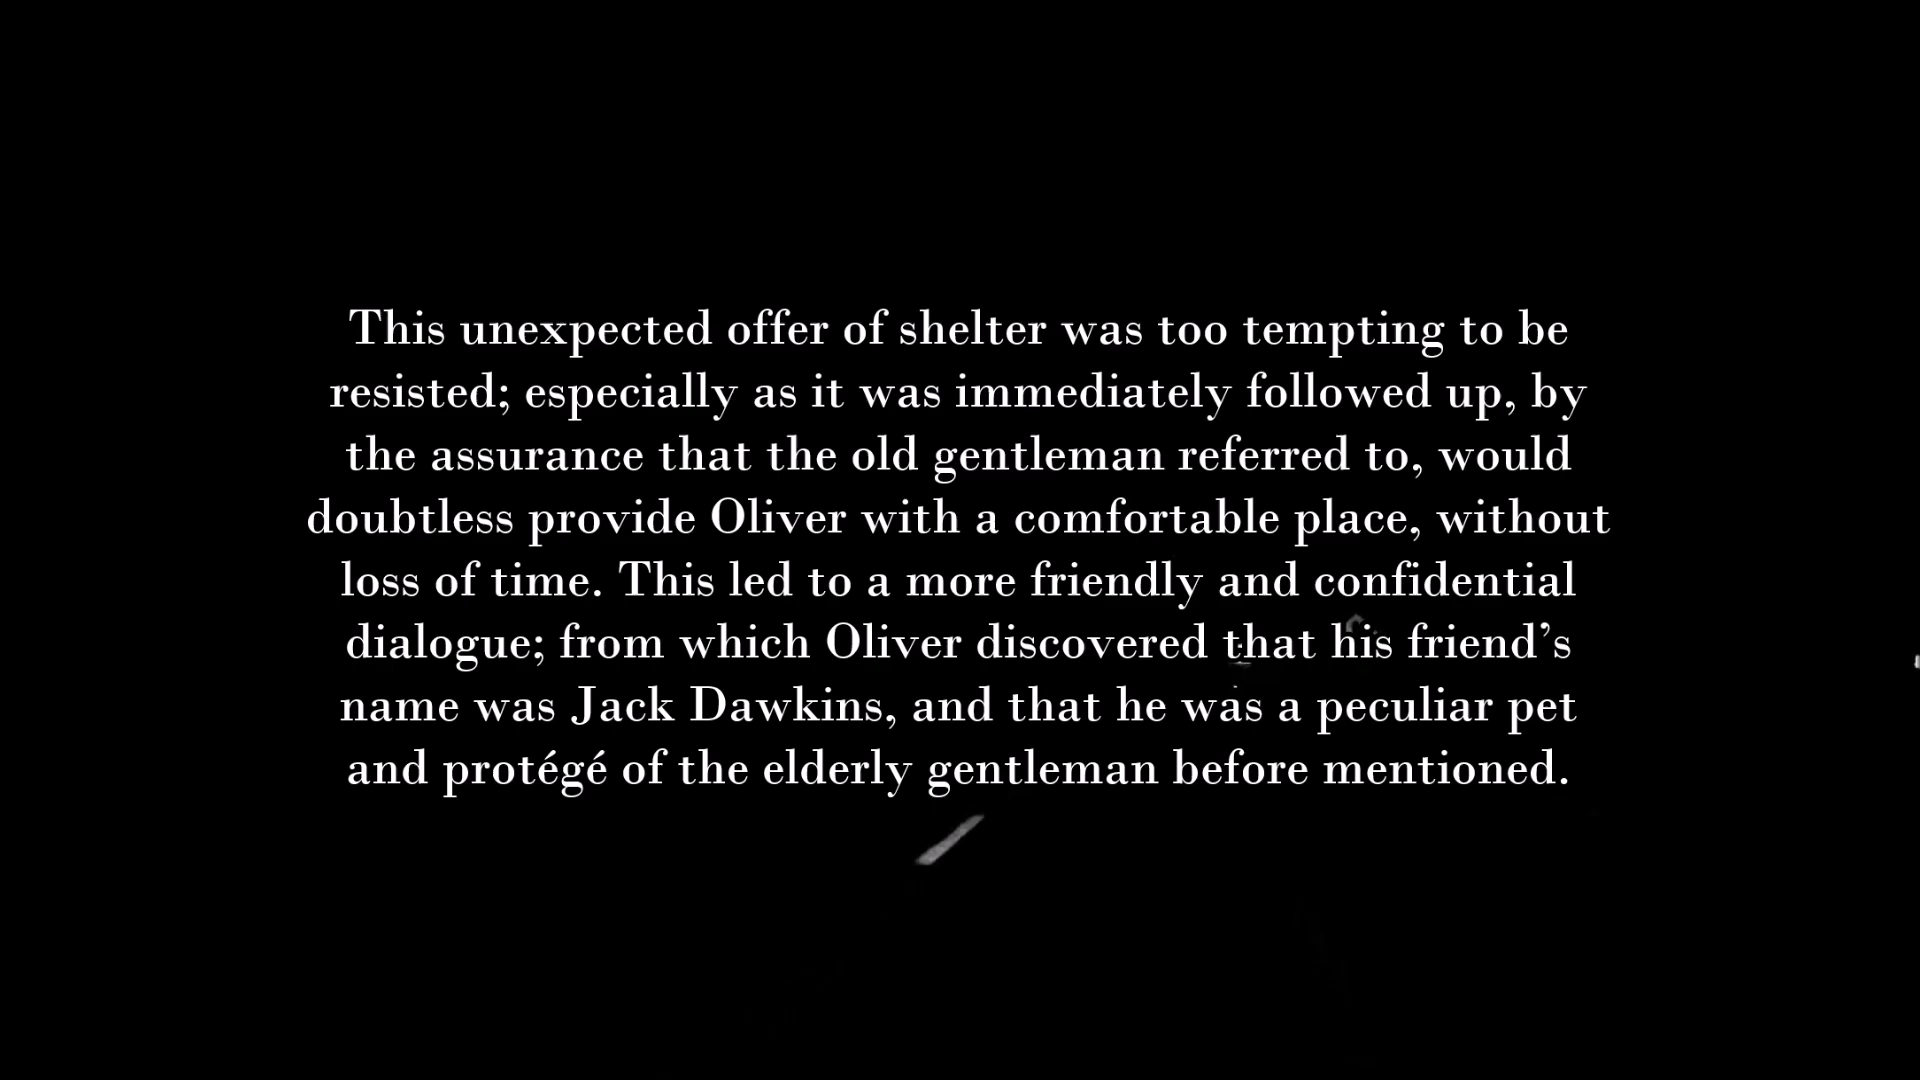 This unexpected offer of shelter was too tempting to be
resisted; especially as it was immediately followed up, by
the assurance that the old gentleman referred to, would
doubtless provide Oliver with a comfortable place, without
loss of time. This led to a more friendly and confidential
dialogue; from which Oliver discovered that his friend’s
name was Jack Dawkins, and that he was a peculiar pet
and protégé of the elderly gentleman before mentioned.